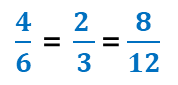 4/6 = 2/3 = 8/12